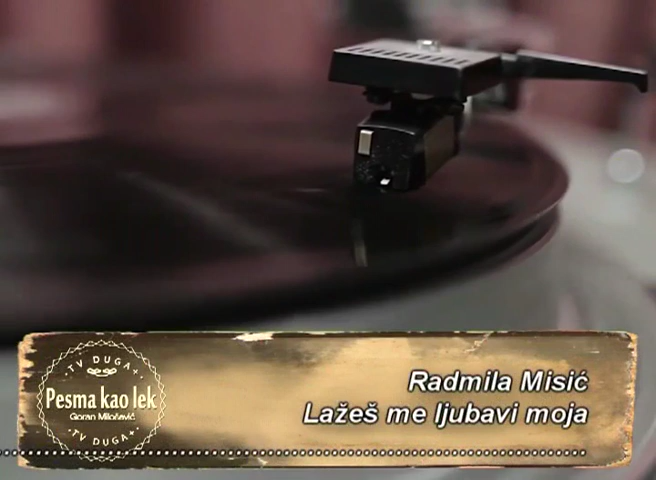 TV DUGA+
Pesma kao lek
Goran Milošević
TV DUGA+
Radmila Misić
Lažeš me ljubavi moja